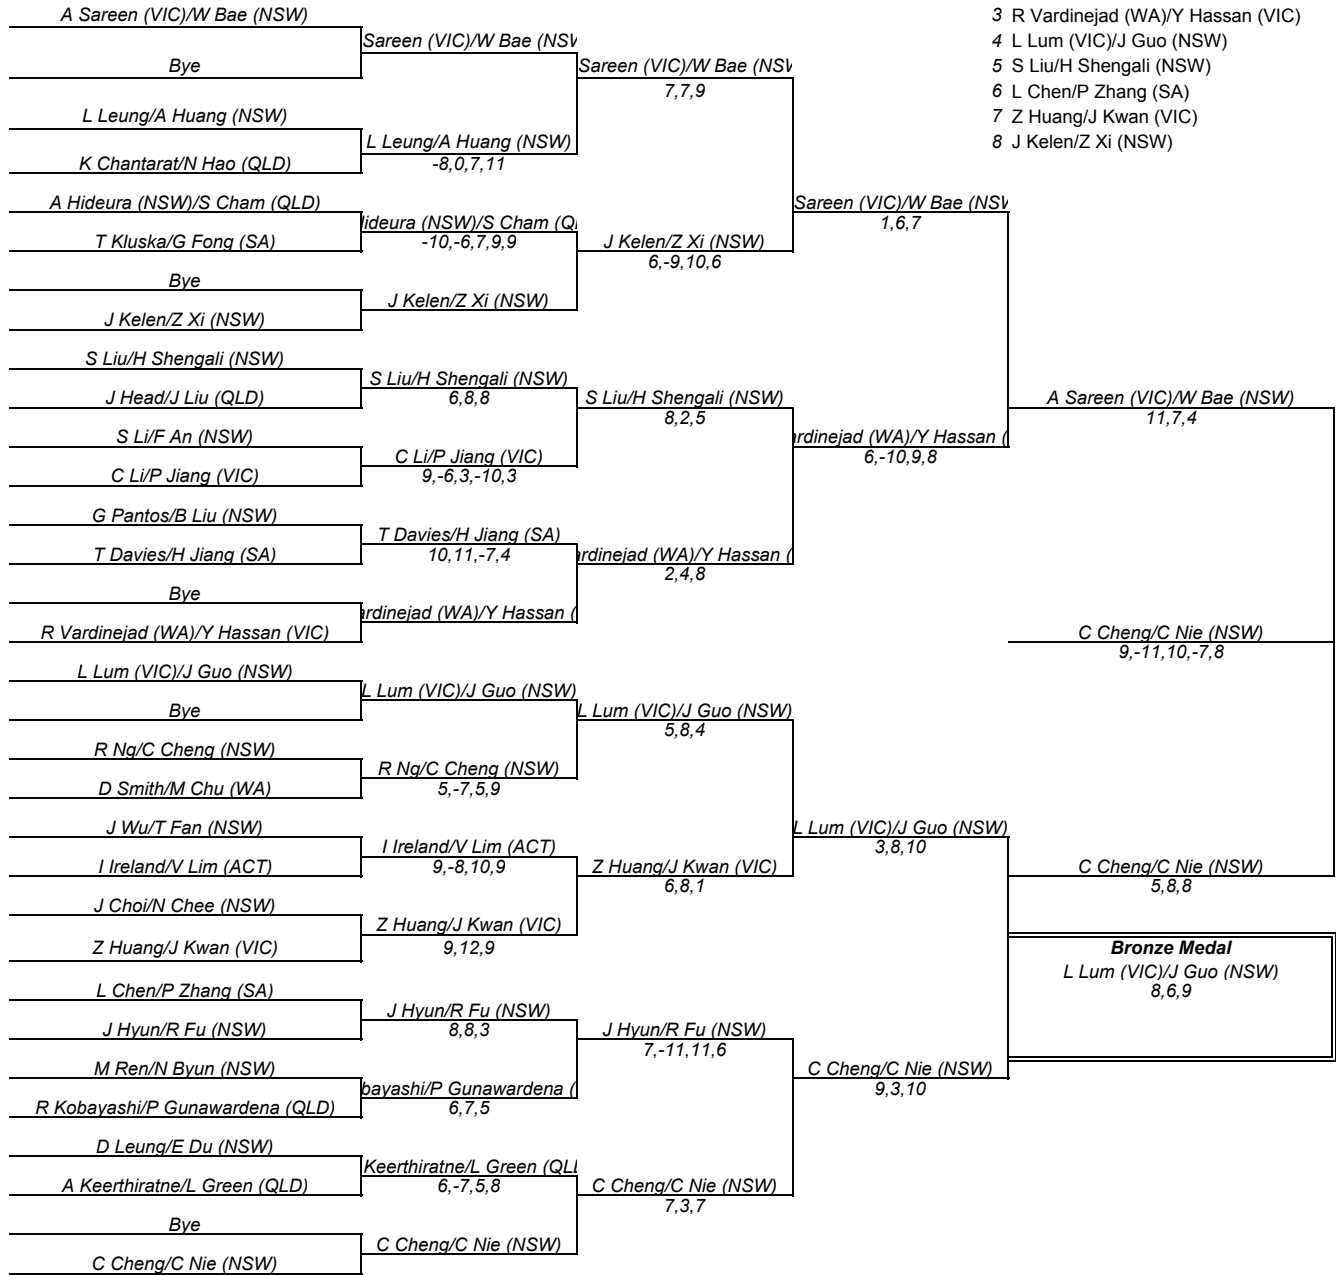 A Sareen (VIC)/W Bae (NSW)
Bye
L Leung/A Huang (NSW)
K Chantarat/N Hao (QLD)
A Hideura (NSW)/S Cham (QLD)
T Kluska/G Fong (SA)
Bye
J Kelen/Z Xi (NSW)
S Liu/H Shengali (NSW)
J Head/J Liu (QLD)
S Li/F An (NSW)
C Li/P Jiang (VIC)
G Pantos/B Liu (NSW)
T Davies/H Jiang (SA)
Bye
R Vardinejad (WA)/Y Hassan (VIC)
L Lum (VIC)/J Guo (NSW)
Bye
R Ng/C Cheng (NSW)
D Smith/M Chu (WA)
J Wu/T Fan (NSW)
I Ireland/V Lim (ACT)
J Choi/N Chee (NSW)
Z Huang/J Kwan (VIC)
L Chen/P Zhang (SA)
J Hyun/R Fu (NSW)
M Ren/N Byun (NSW)
R Kobayashi/P Gunawardena (QLD)
D Leung/E Du (NSW)
A Keerthiratne/L Green (QLD)
Bye
C Cheng/C Nie (NSW)
Sareen (VIC)/W Bae (NSW
L Leung/A Huang (NSW)
-8,0,7,11
Hideura (NSW)/S Cham (QL
-10,-6,7,9,9
J Kelen/Z Xi (NSW)
S Liu/H Shengali (NSW)
6,8,8
C Li/P Jiang (VIC)
9,-6,3,-10,3
T Davies/H Jiang (SA)
10,11,-7,4
ardinejad (WA)/Y Hassan (
L Lum (VIC)/J Guo (NSW)
R Ng/C Cheng (NSW)
5,-7,5,9
I Ireland/V Lim (ACT)
9,-8,10,9
Z Huang/J Kwan (VIC)
9,12,9
J Hyun/R Fu (NSW)
8,8,3
obayashi/P Gunawardena (
6,7,5
Keerthiratne/L Green (QLD
6,-7,5,8
C Cheng/C Nie (NSW)
Sareen (VIC)/W Bae (NSW
7,7,9
J Kelen/Z Xi (NSW)
6,-9,10,6
S Liu/H Shengali (NSW)
8,2,5
ardinejad (WA)/Y Hassan (
2,4,8
L Lum (VIC)/J Guo (NSW)
5,8,4
Z Huang/J Kwan (VIC)
6,8,1
J Hyun/R Fu (NSW)
7,-11,11,6
C Cheng/C Nie (NSW)
7,3,7
Sareen (VIC)/W Bae (NSW
1,6,7
ardinejad (WA)/Y Hassan (
6,-10,9,8
L Lum (VIC)/J Guo (NSW)
3,8,10
C Cheng/C Nie (NSW)
9,3,10
3 R Vardinejad (WA)/Y Hassan (VIC)
4 L Lum (VIC)/J Guo (NSW)
5 S Liu/H Shengali (NSW)
6 L Chen/P Zhang (SA)
7 Z Huang/J Kwan (VIC)
8 J Kelen/Z Xi (NSW)
A Sareen (VIC)/W Bae (NSW)
11,7,4
C Cheng/C Nie (NSW)
9,-11,10,-7,8
C Cheng/C Nie (NSW)
5,8,8
Bronze Medal
L Lum (VIC)/J Guo (NSW)
8,6,9